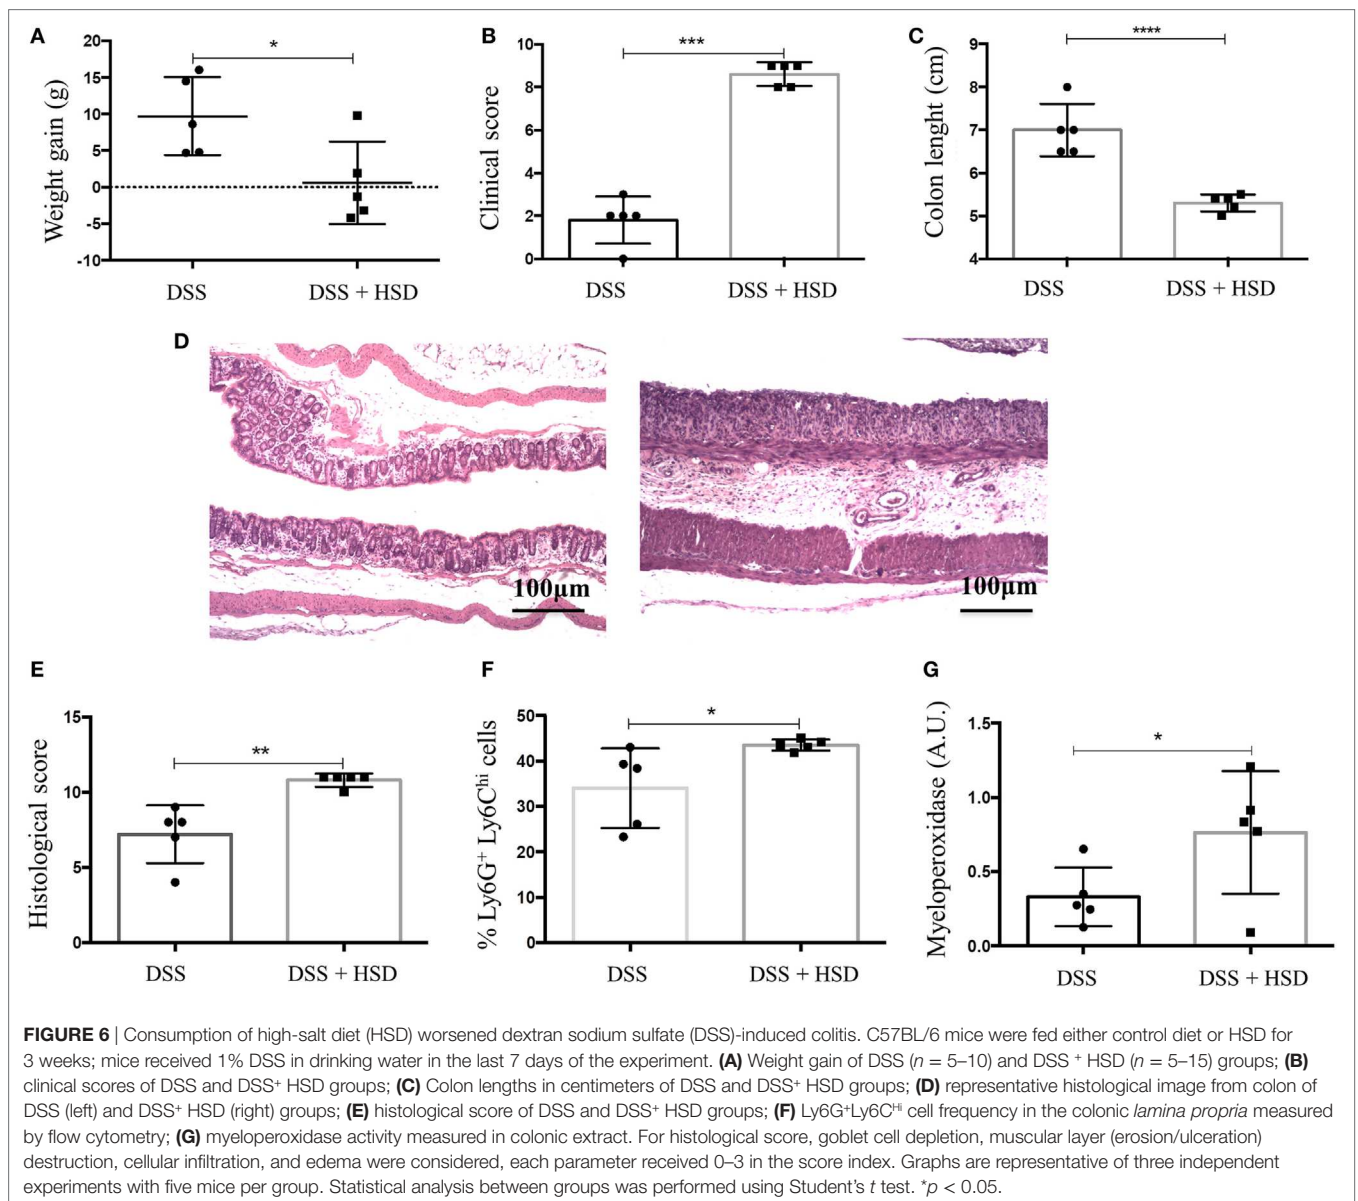 A
20
15
10
5
0
-5
-10
Weight gain (g)
*
DSS
DSS + HSD
B
10
8
6
4
2
0
Clinical score
***
DSS
DSS + HSD
C
9
8
7
6
5
4
Colon lenght (cm)
****
DSS
DSS + HSD
D
100μm
100μm
E
15
10
5
0
Histological score
**
DSS
DSS + HSD
F
50
40
30
20
10
0
% Ly6G⁺ Ly6Cʰⁱ cells
*
DSS
DSS + HSD
G
1.5
1.0
0.5
0.0
Myeloperoxidase (A.U.)
*
DSS
DSS + HSD
FIGURE 6 | Consumption of high-salt diet (HSD) worsened dextran sodium sulfate (DSS)-induced colitis. C57BL/6 mice were fed either control diet or HSD for
3 weeks; mice received 1% DSS in drinking water in the last 7 days of the experiment. (A) Weight gain of DSS (n = 5–10) and DSS ⁺ HSD (n = 5–15) groups; (B)
clinical scores of DSS and DSS⁺ HSD groups; (C) Colon lengths in centimeters of DSS and DSS⁺ HSD groups; (D) representative histological image from colon of
DSS (left) and DSS⁺ HSD (right) groups; (E) histological score of DSS and DSS⁺ HSD groups; (F) Ly6G⁺Ly6Cᴴⁱ cell frequency in the colonic lamina propria measured
by flow cytometry; (G) myeloperoxidase activity measured in colonic extract. For histological score, goblet cell depletion, muscular layer (erosion/ulceration)
destruction, cellular infiltration, and edema were considered, each parameter received 0–3 in the score index. Graphs are representative of three independent
experiments with five mice per group. Statistical analysis between groups was performed using Student's t test. *p < 0.05.